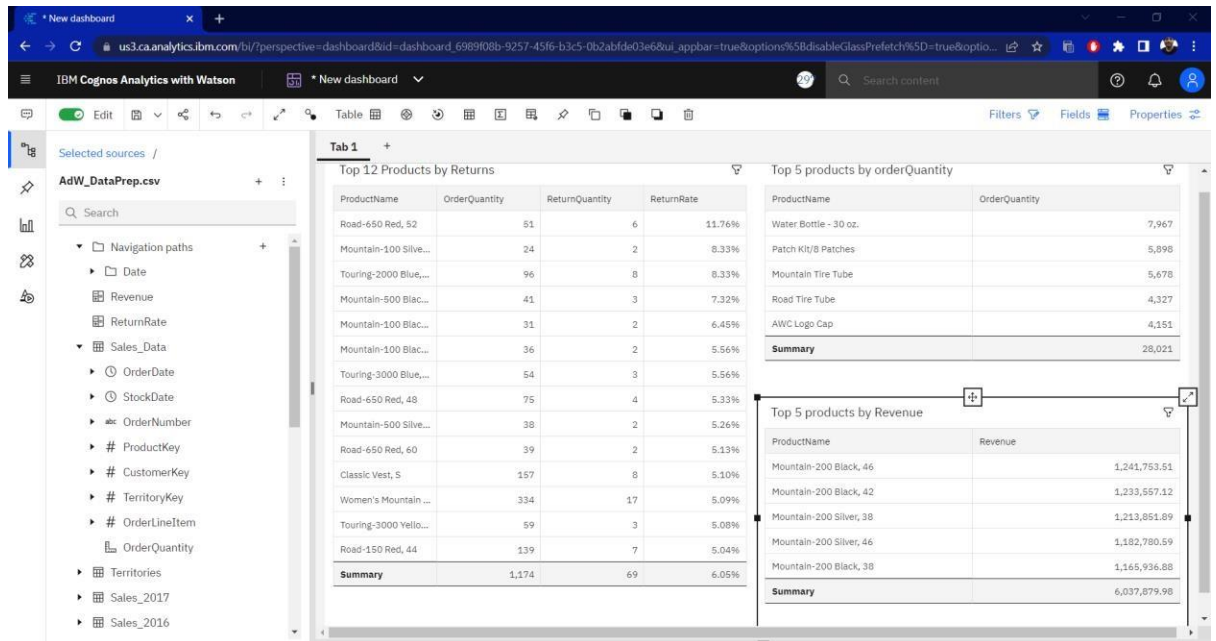 * New dashboard
us3.ca.analytics.ibm.com/bi/?perspective=dashboard&id=dashboard_6989f08b-9257-45f6-b3c5-0b2abfde03e6&ui_appbar=true&options%5BdisableGlassPrefetch%5D=true&optio...
IBM Cognos Analytics with Watson * New dashboard 29° Search content
Edit Table Filters Fields Properties
Selected sources /
AdW_DataPrep.csv
Search
Navigation paths
Date
Revenue
ReturnRate
Sales_Data
OrderDate
StockDate
abc OrderNumber
# ProductKey
# CustomerKey
# TerritoryKey
# OrderLineItem
OrderQuantity
Territories
Sales_2017
Sales_2016
Tab 1 +
Top 12 Products by Returns
ProductName OrderQuantity ReturnQuantity ReturnRate
Road-650 Red, 52 51 6 11.76%
Mountain-100 Silve... 24 2 8.33%
Touring-2000 Blue,... 96 8 8.33%
Mountain-500 Blac... 41 3 7.32%
Mountain-100 Blac... 31 2 6.45%
Mountain-100 Blac... 36 2 5.56%
Touring-3000 Blue,... 54 3 5.56%
Road-650 Red, 48 75 4 5.33%
Mountain-500 Silve... 38 2 5.26%
Road-650 Red, 60 39 2 5.13%
Classic Vest, S 157 8 5.10%
Women's Mountain ... 334 17 5.09%
Touring-3000 Yello... 59 3 5.08%
Road-150 Red, 44 139 7 5.04%
Summary 1,174 69 6.05%
Top 5 products by orderQuantity
ProductName OrderQuantity
Water Bottle - 30 oz. 7,967
Patch Kit/8 Patches 5,898
Mountain Tire Tube 5,678
Road Tire Tube 4,327
AWC Logo Cap 4,151
Summary 28,021
Top 5 products by Revenue
ProductName Revenue
Mountain-200 Black, 46 1,241,753.51
Mountain-200 Black, 42 1,233,557.12
Mountain-200 Silver, 38 1,213,851.89
Mountain-200 Silver, 46 1,182,780.59
Mountain-200 Black, 38 1,165,936.88
Summary 6,037,879.98